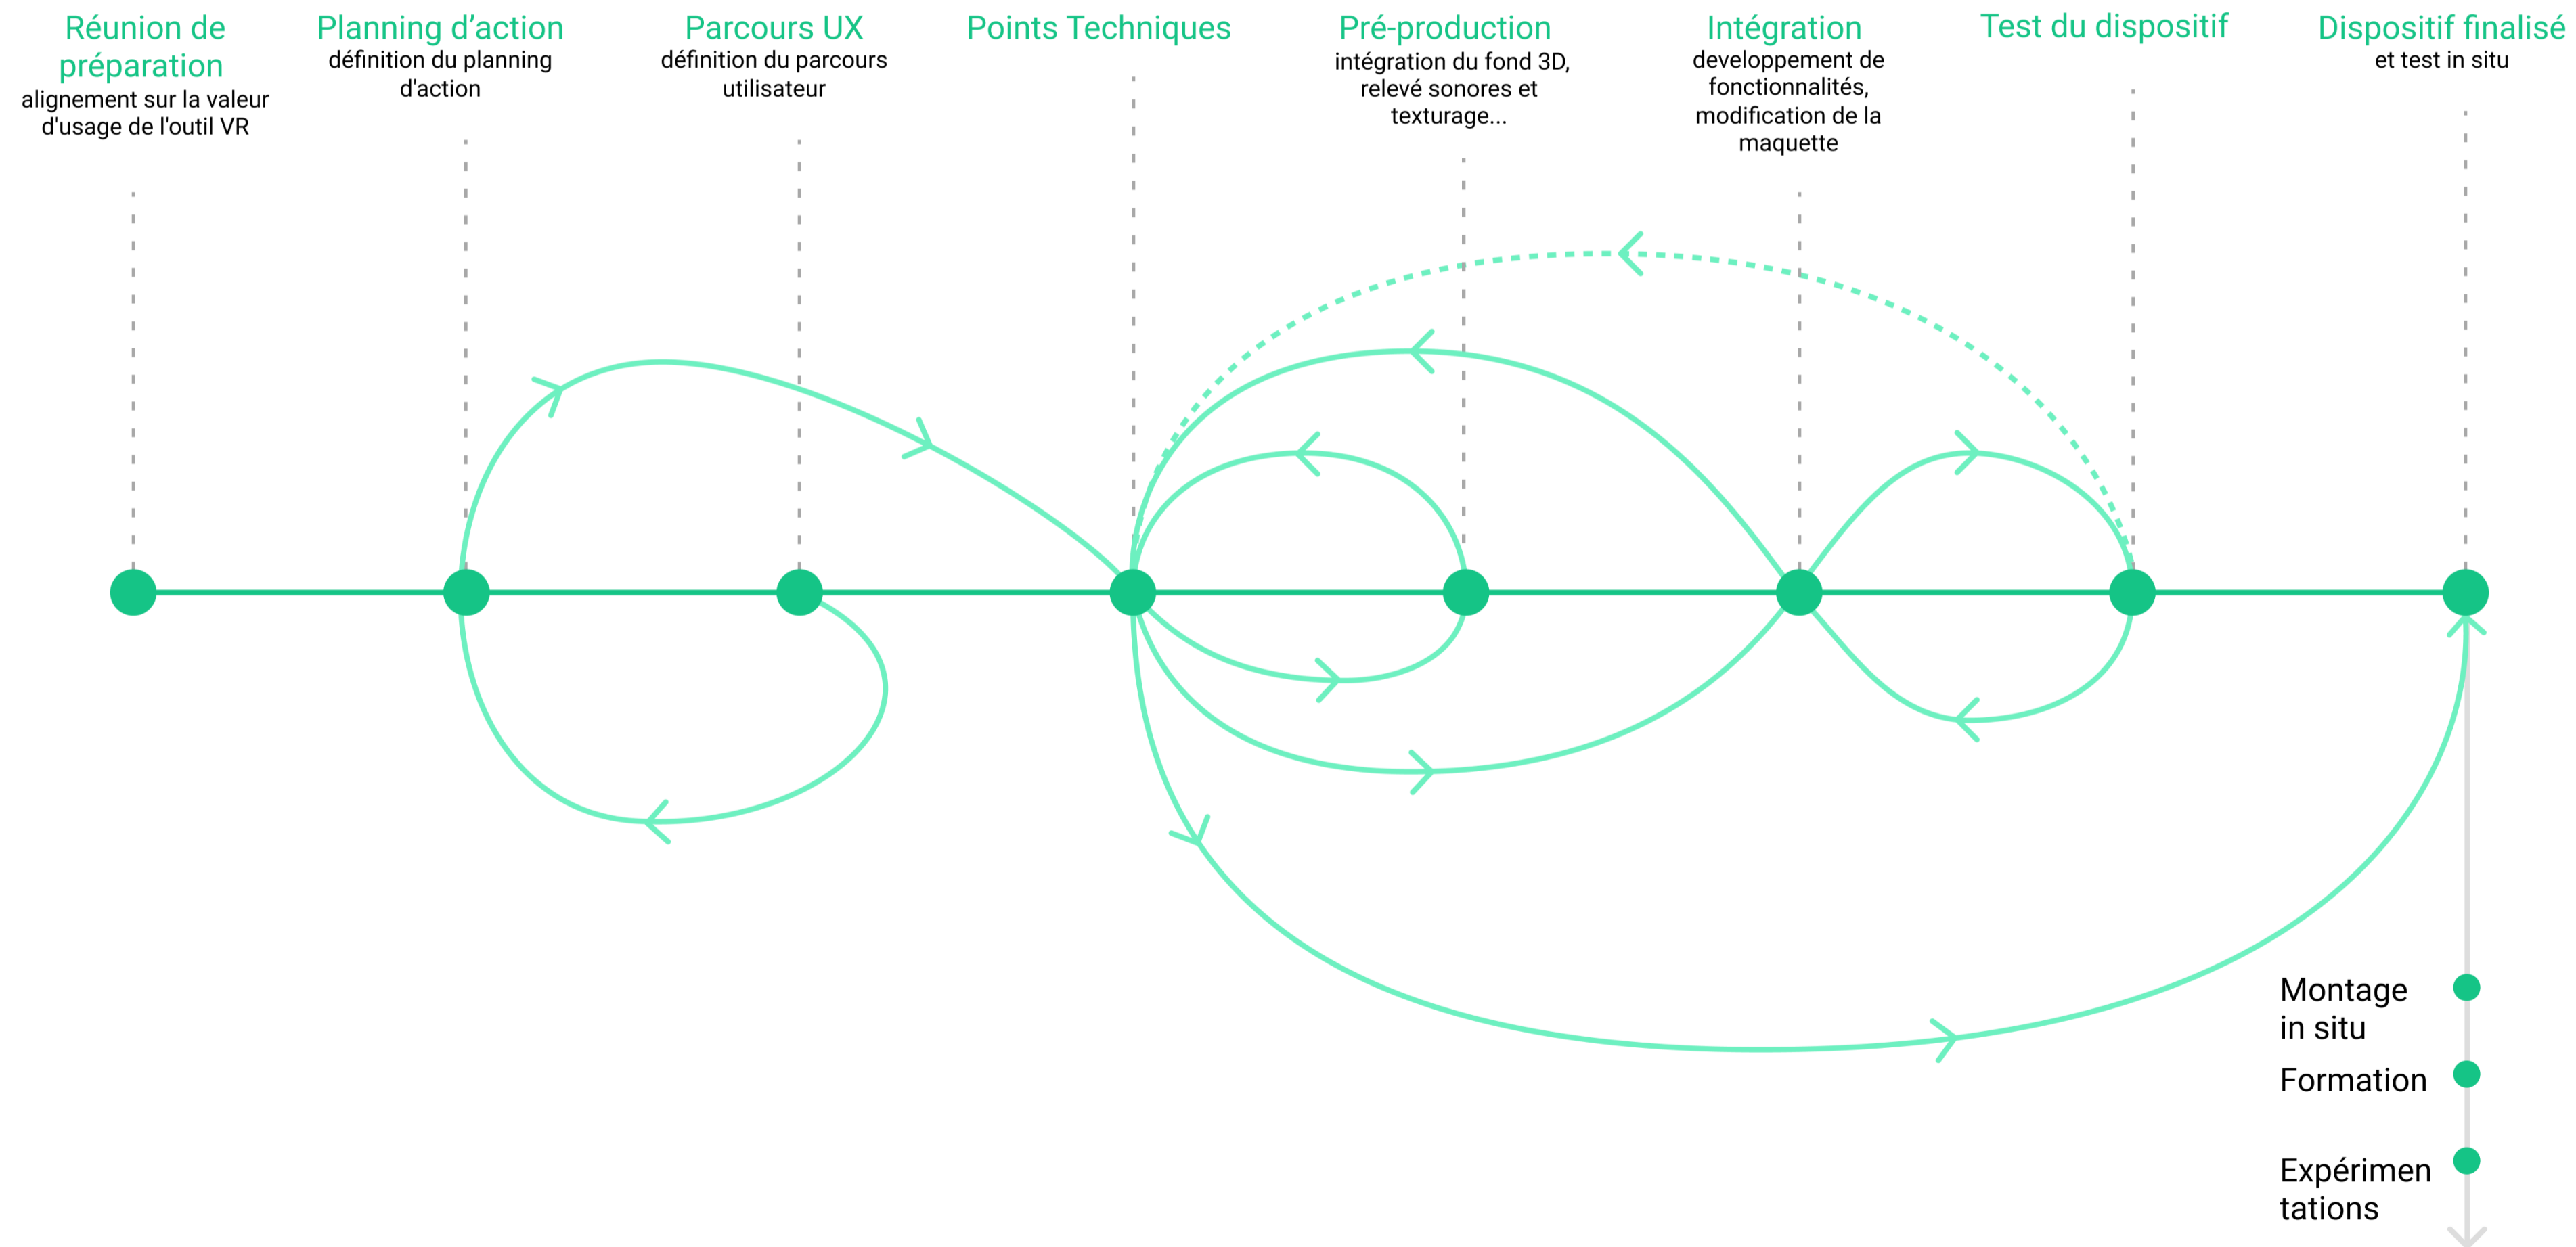 Réunion de
préparation
alignement sur la valeur
d'usage de l'outil VR
Planning d’action
définition du planning
d'action
Parcours UX
définition du parcours
utilisateur
Points Techniques
Pré-production
intégration du fond 3D,
relevé sonores et
texturage...
Intégration
developpement de
fonctionnalités,
modification de la
maquette
Test du dispositif
Dispositif finalisé
et test in situ
Montage
in situ
Formation
Expérimen
tations